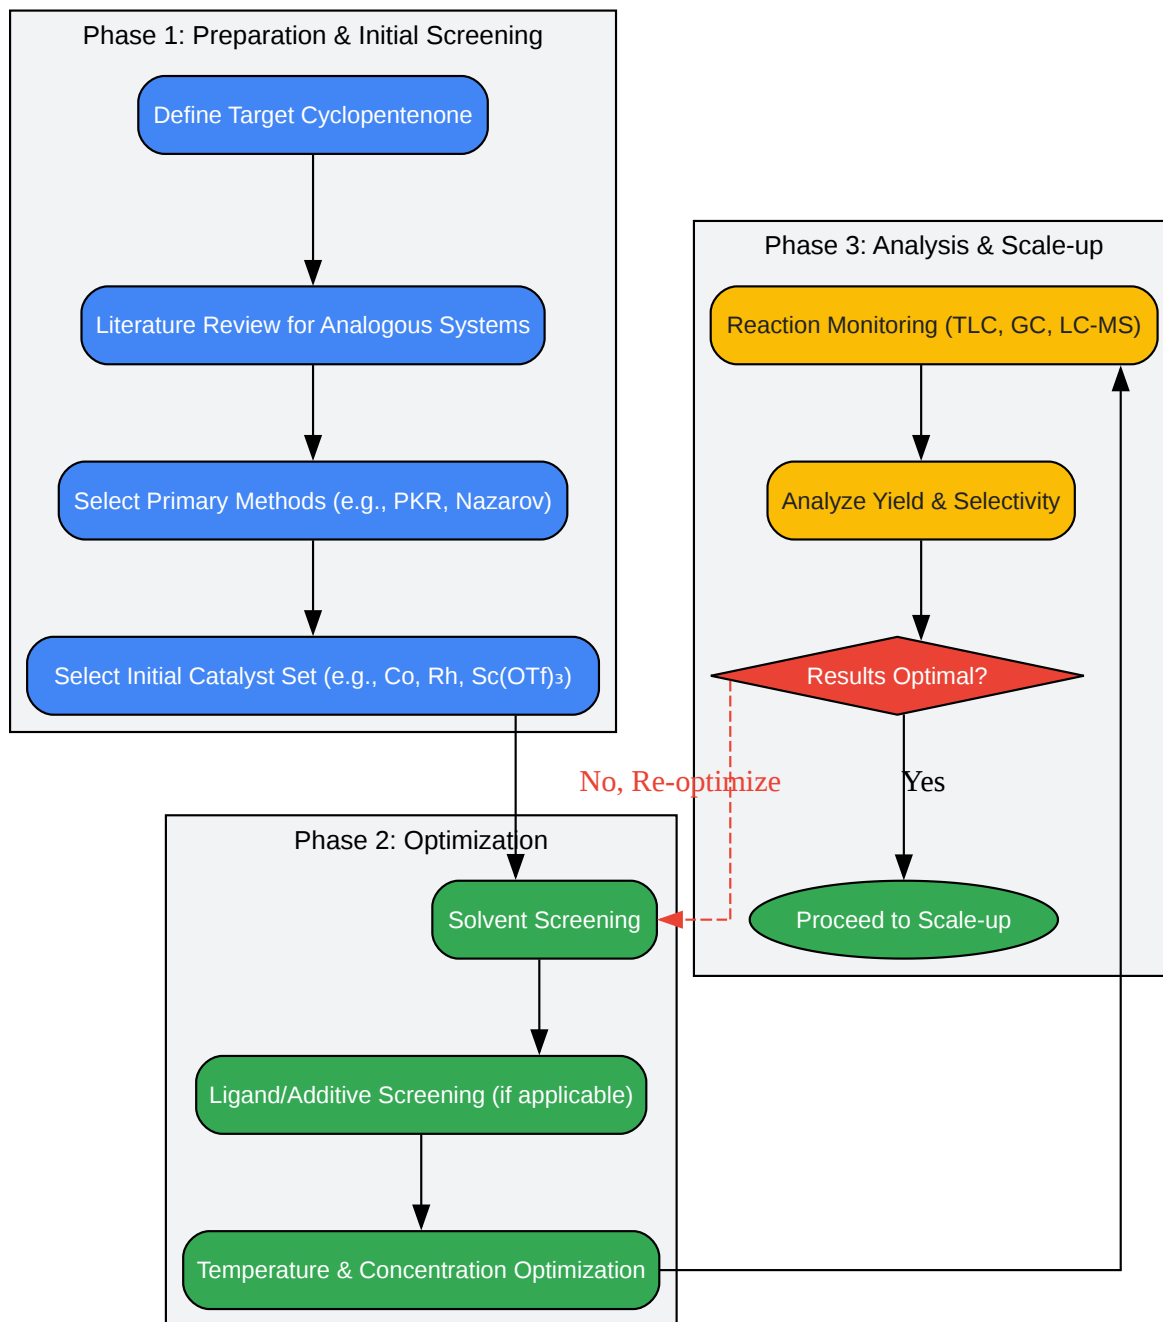 Phase 1: Preparation & Initial Screening
Define Target Cyclopentenone
Literature Review for Analogous Systems
Select Primary Methods (e.g., PKR, Nazarov)
Select Initial Catalyst Set (e.g., Co, Rh, Sc(OTf)₃)
Phase 2: Optimization
Solvent Screening
Ligand/Additive Screening (if applicable)
Temperature & Concentration Optimization
Phase 3: Analysis & Scale-up
Reaction Monitoring (TLC, GC, LC-MS)
Analyze Yield & Selectivity
Results Optimal?
No, Re-optimize
Yes
Proceed to Scale-up